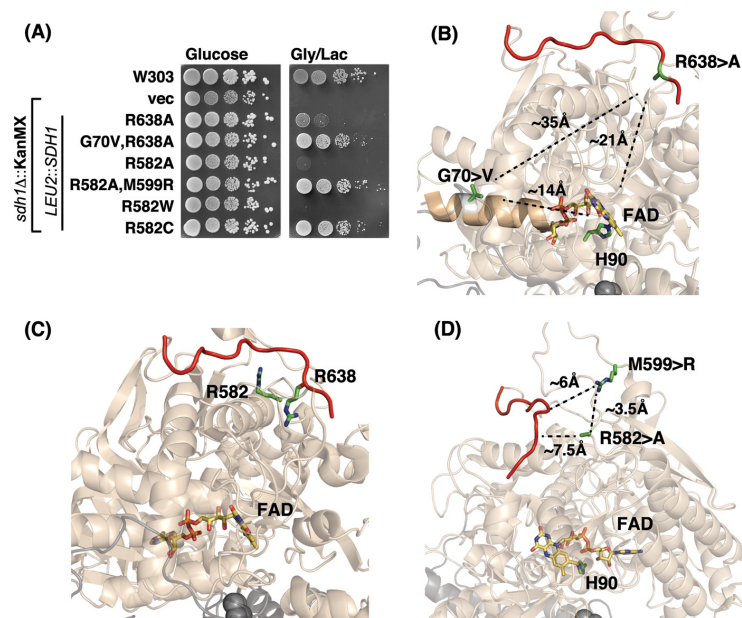 (A)
Glucose Gly/Lac
W303
vec
R638A
G70V,R638A
R582A
R582A,M599R
R582W
R582C
sdh1Δ::KanMX
LEU2::SDH1
(B)
R638>A
~35Å
~21Å
G70>V
~14Å
FAD
H90
(C)
R638
R582
FAD
(D)
M599>R
~6Å
~3.5Å
R582>A
~7.5Å
FAD
H90